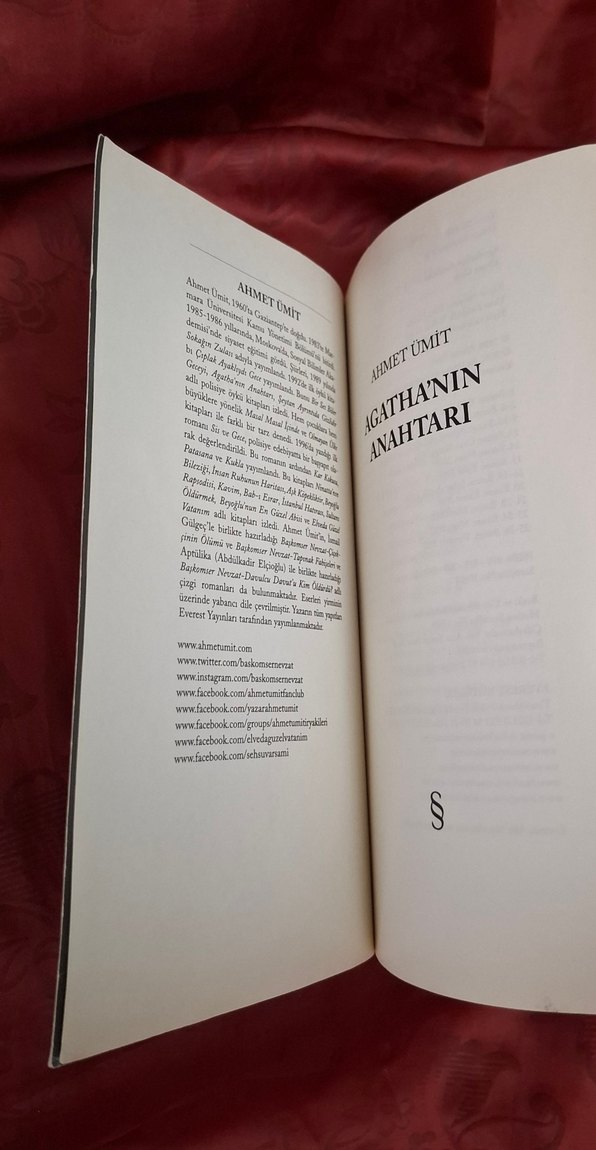 AHMET ÜMİT
Ahmet Ümit, 1960'ta Gaziantep'te doğdu. 1983'te Mar-
mara Üniversitesi Kamu Yönetimi Bölümü'nü bitirdi.
1985-1986 yıllarında, Moskova'da, Sosyal Bilimler Akade-
demisi'nde siyaset eğitimi gördü. Şiirleri, 1989 yılında
Sokağın Zulası adıyla yayımlandı. 1992'de ilk öykü kita-
bı Çıplak Ayaklıydı Gece yayımlandı. Bunu Bir Ses Böler
Geceyi, Agatha'nın Anahtarı, Şeytan Ayrıntıda Gizlidir
adlı polisiye öykü kitapları izledi. Hem çocuklara hem
büyüklere yönelik Masal Masal İçinde ve Olmayan Ülke
kitapları ile farklı bir tarz denedi. 1996'da yazdığı ilk
romanı Sis ve Gece, polisiye edebiyatta bir başyapıt ola-
rak değerlendirildi. Bu romanın ardından Kar Kokusu,
Patasana ve Kukla yayımlandı. Bu kitapları Ninatta'nın
Bileziği, İnsan Ruhunun Haritası, Aşk Köpekliktir, Beyoğlu
Rapsodisi, Kavim, Bab-ı Esrar, İstanbul Hatırası, Sultanı
Öldürmek, Beyoğlu'nun En Güzel Abisi ve Elveda Güzel
Vatanım adlı kitapları izledi. Ahmet Ümit'in, İsmail
Gülgeç'le birlikte hazırladığı Başkomser Nevzat-Çiçek-
çinin Ölümü ve Başkomser Nevzat-Tapınak Fahişeleri ve
Aptülika (Abdülkadir Elçioğlu) ile birlikte hazırladığı
Başkomser Nevzat-Davulcu Davut'u Kim Öldürdü? adlı
çizgi romanları da bulunmaktadır. Eserleri yirminin
üzerinde yabancı dile çevrilmiştir. Yazarın tüm yapıtları
Everest Yayınları tarafından yayımlanmaktadır.
www.ahmetumit.com
www.twitter.com/baskomsernevzat
www.instagram.com/baskomsernevzat
www.facebook.com/ahmetumitfanclub
www.facebook.com/yazarahmetumit
www.facebook.com/groups/ahmetumitiryakileri
www.facebook.com/elvedaguzelvatanim
www.facebook.com/sehsuvarsami
AHMET ÜMİT
AGATHA'NIN
ANAHTARI
§